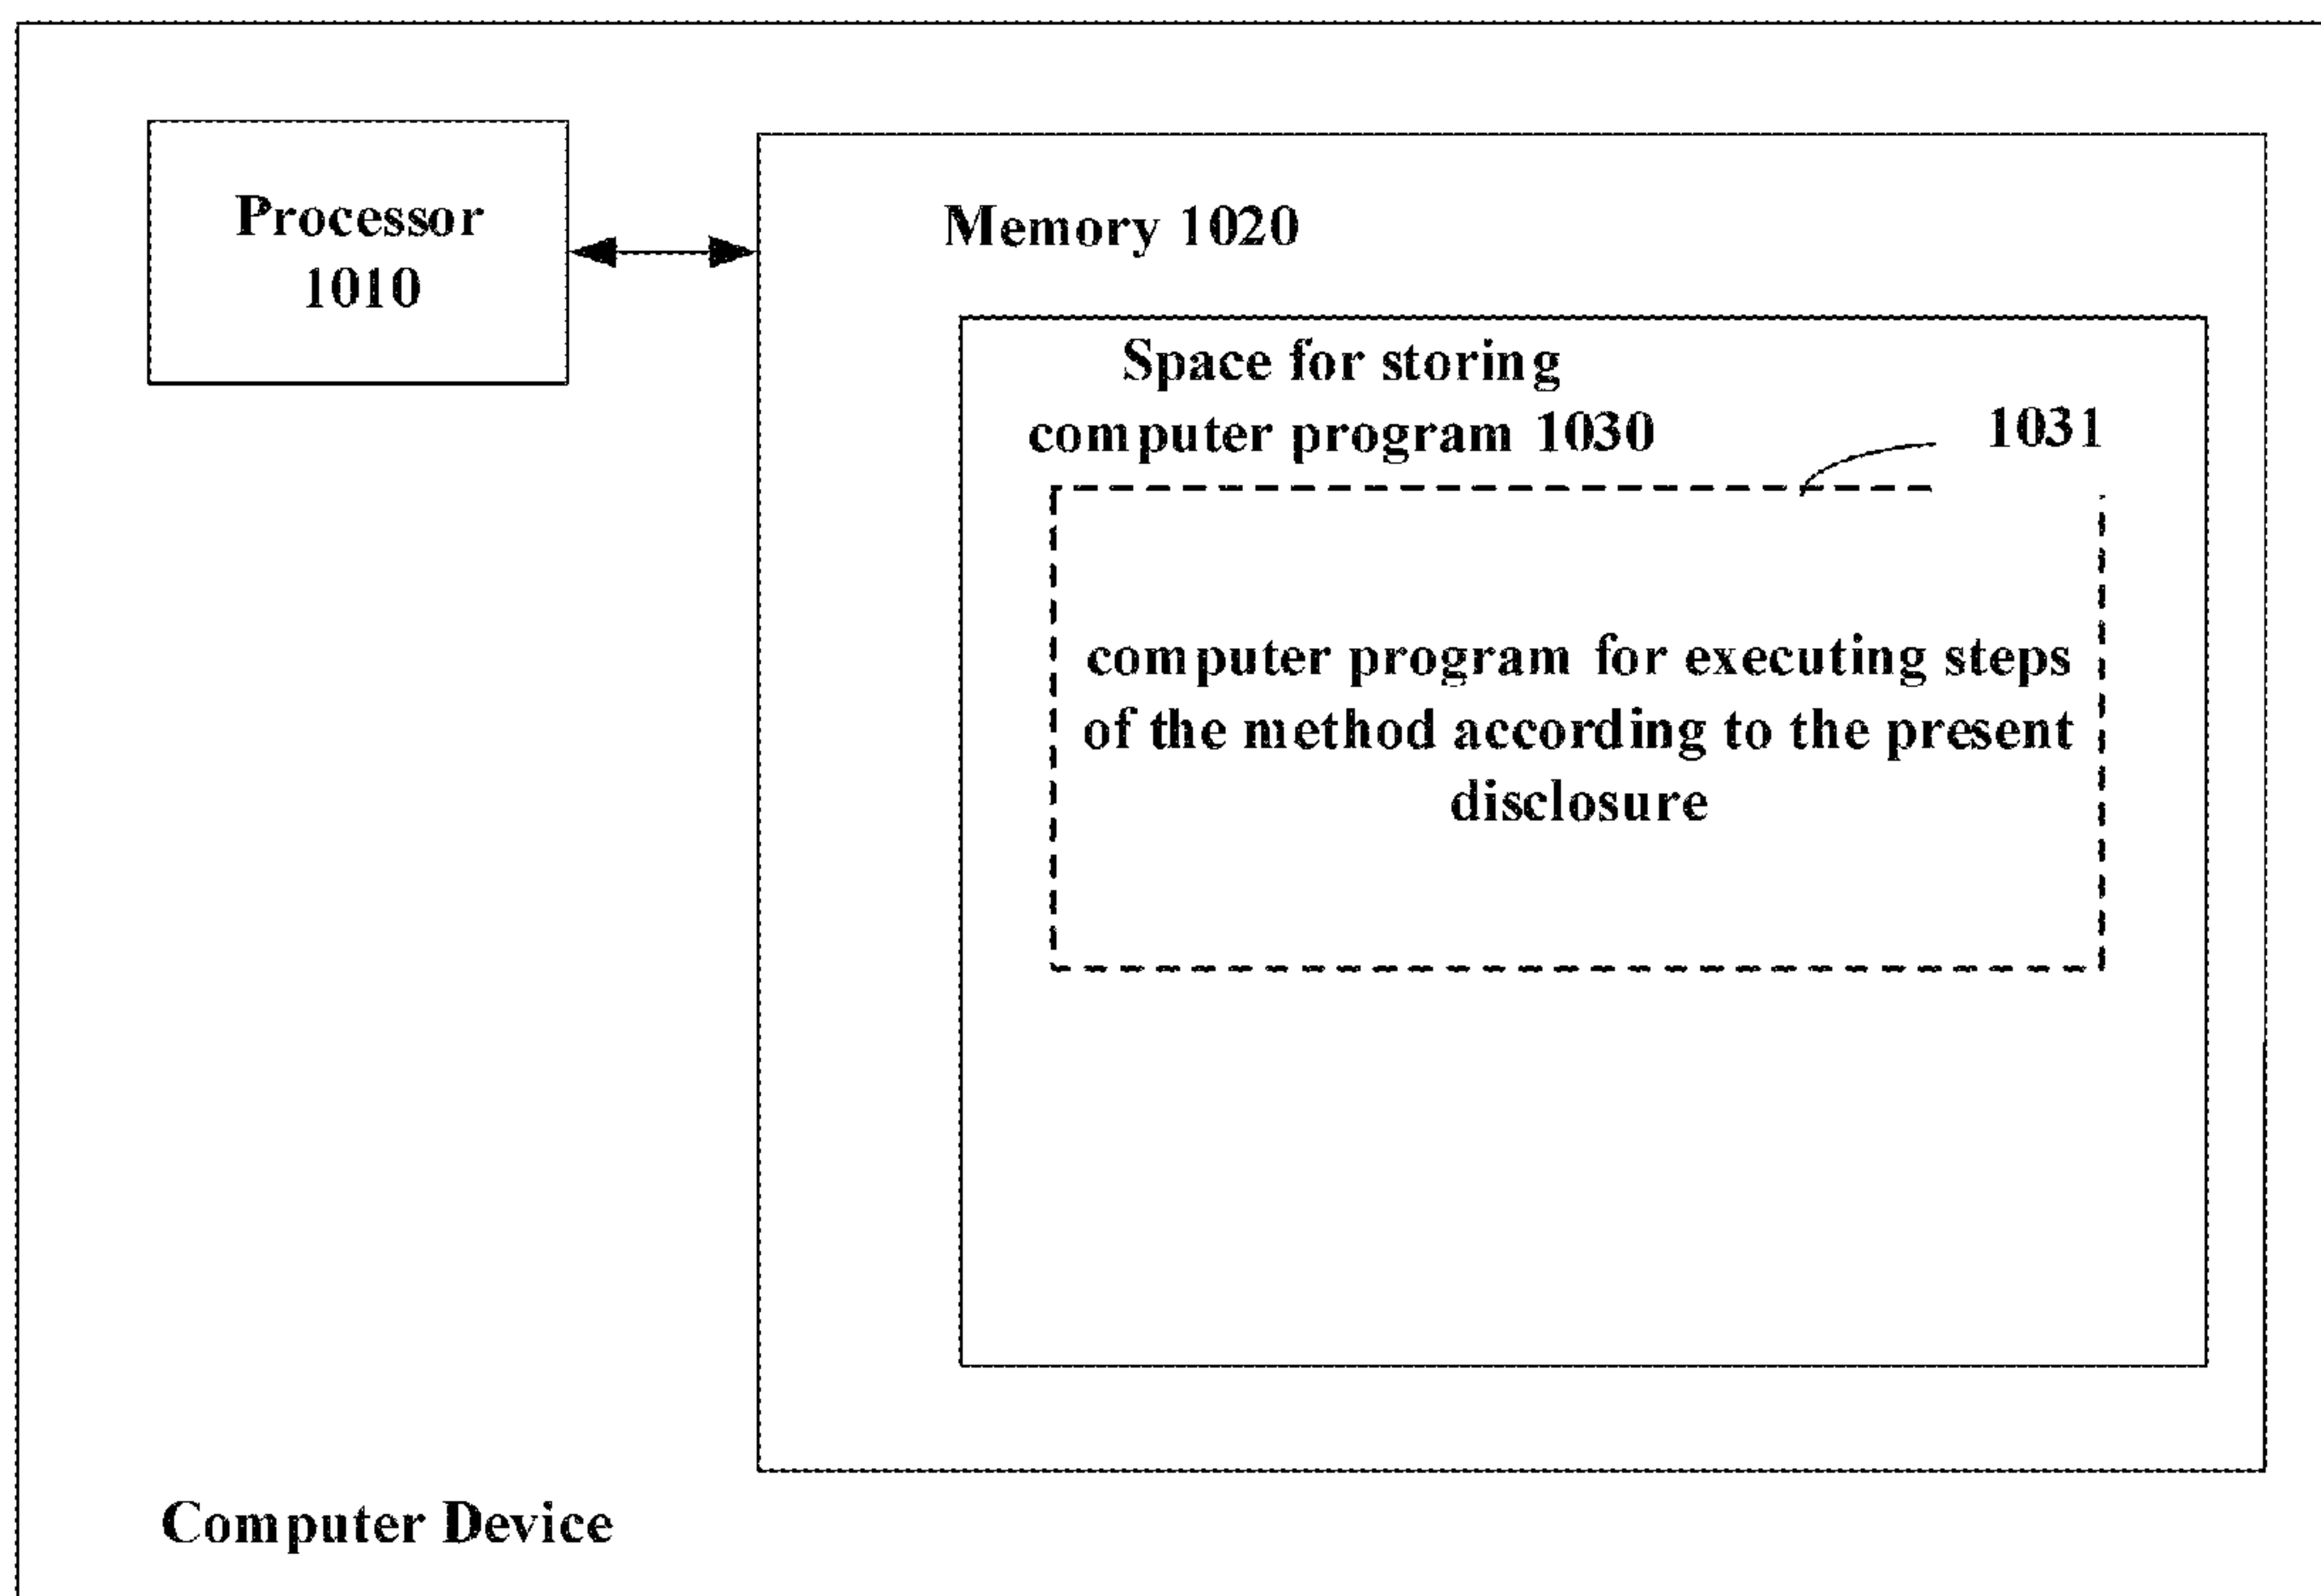 Processor
1010
Memory 1020
Space for storing
computer program 1030
1031
computer program for executing steps
of the method according to the present
disclosure
Computer Device